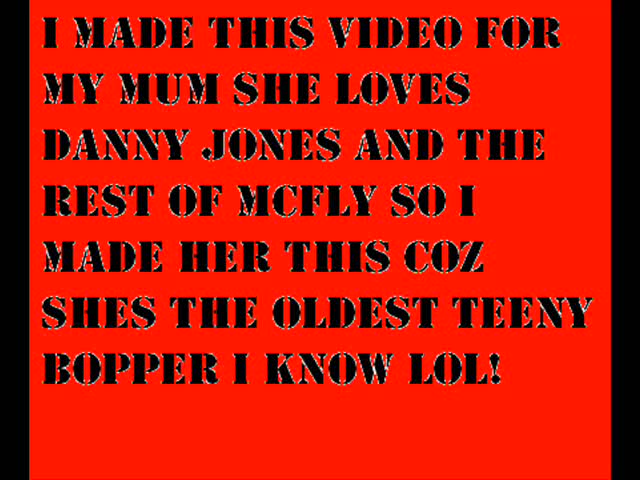 I MADE THIS VIDEO FOR
MY MUM SHE LOVES
DANNY JONES AND THE
REST OF MCFLY SO I
MADE HER THIS COZ
SHES THE OLDEST TEENY
BOPPER I KNOW LOL!